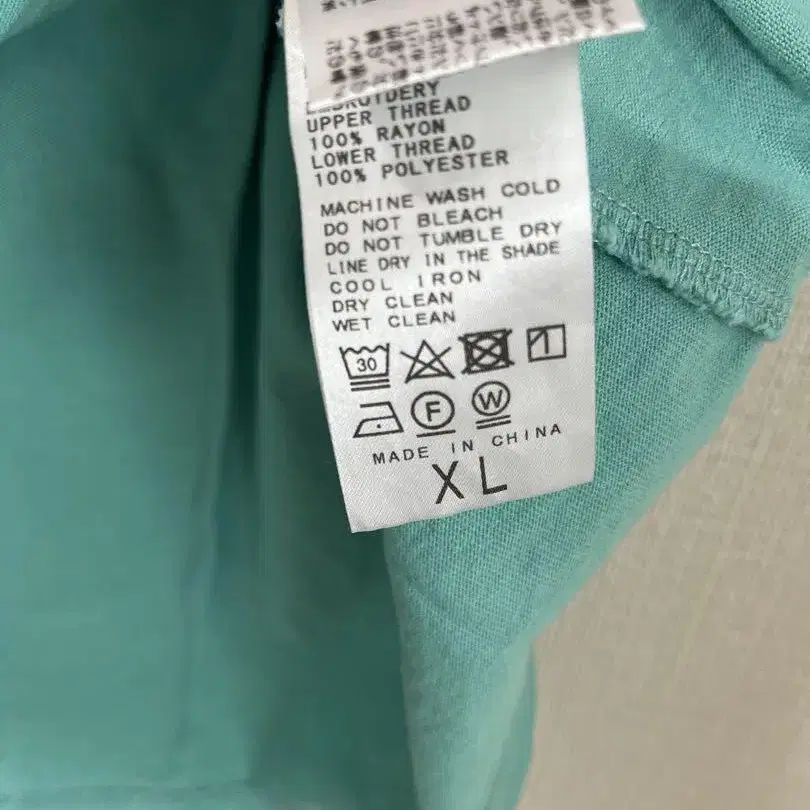 UPPER THREAD
100% RAYON
LOWER THREAD
100% POLYESTER
MACHINE WASH COLD
DO NOT BLEACH
DO NOT TUMBLE DRY
LINE DRY IN THE SHADE
COOL IRON
DRY CLEAN
WET CLEAN
30
F W
MADE IN CHINA
XL